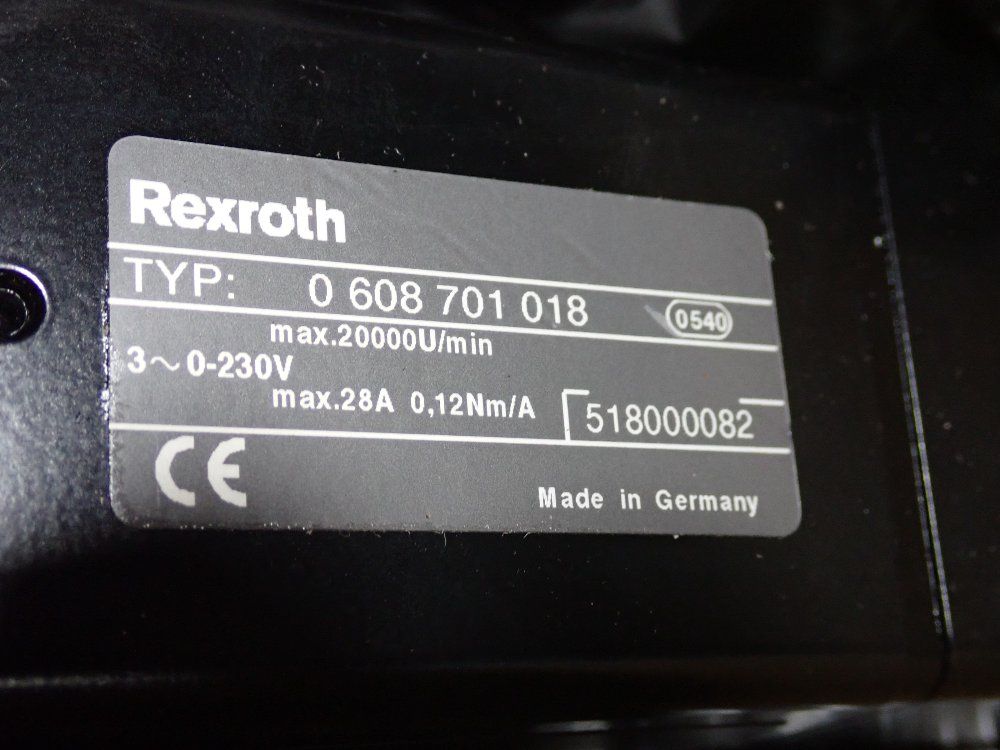 Rexroth
TYP: 0 608 701 018 0540
max.20000U/min
3~0-230V
max.28A 0,12Nm/A 518000082
CE
Made in Germany